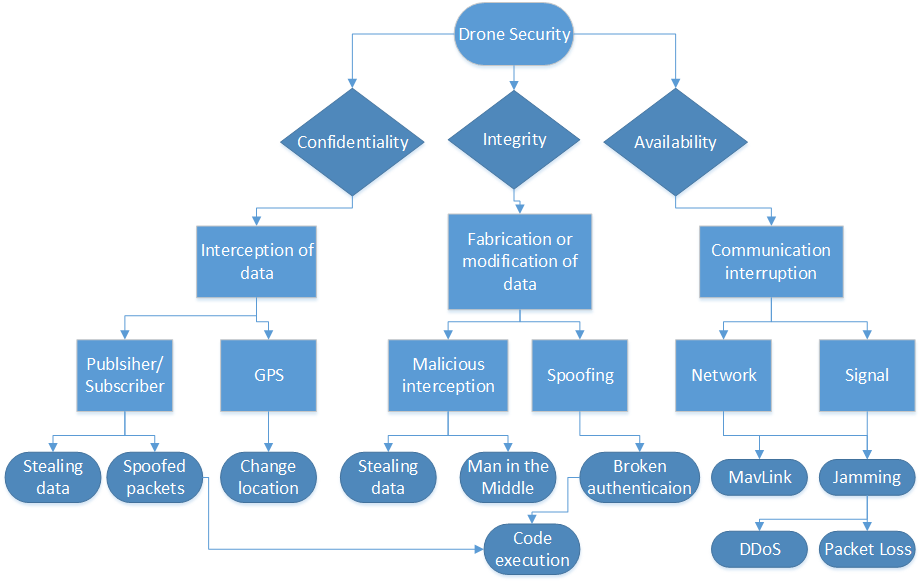 Drone Security
Confidentiality
Integrity
Availability
Interception of
data
Fabrication or
modification of
data
Communication
interruption
Publsiher/
Subscriber
GPS
Malicious
interception
Spoofing
Network
Signal
Stealing
data
Spoofed
packets
Change
location
Stealing
data
Man in the
Middle
Broken
authenticaion
MavLink
Jamming
Code
execution
DDoS
Packet Loss